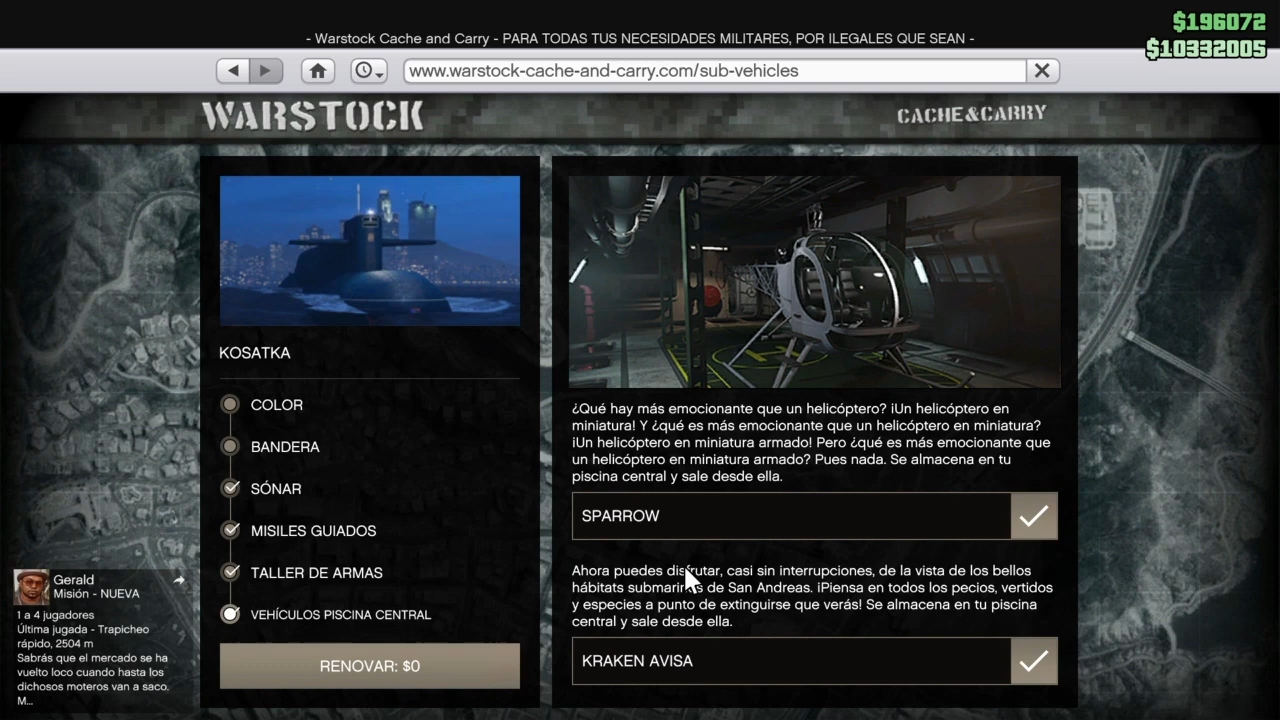 - Warstock Cache and Carry - PARA TODAS TUS NECESIDADES MILITARES, POR ILEGALES QUE SEAN -
$196072
$10332005
www.warstock-cache-and-carry.com/sub-vehicles
WARSTOCK
CACHE&CARRY
KOSATKA
COLOR
BANDERA
SÓNAR
MISILES GUIADOS
TALLER DE ARMAS
VEHÍCULOS PISCINA CENTRAL
RENOVAR: $0
¿Qué hay más emocionante que un helicóptero? ¡Un helicóptero en
miniatura! Y ¿qué es más emocionante que un helicóptero en miniatura?
¡Un helicóptero en miniatura armado! Pero ¿qué es más emocionante que
un helicóptero en miniatura armado? Pues nada. Se almacena en tu
piscina central y sale desde ella.
SPARROW
Ahora puedes disfrutar, casi sin interrupciones, de la vista de los bellos
hábitats submarinos de San Andreas. ¡Piensa en todos los pecios, vertidos
y especies a punto de extinguirse que verás! Se almacena en tu piscina
central y sale desde ella.
KRAKEN AVISA
Gerald
Misión - NUEVA
1 a 4 jugadores
Última jugada - Trapicheo
rápido, 2504 m
Sabrás que el mercado se ha
vuelto loco cuando hasta los
dichosos moteros van a saco.
M...